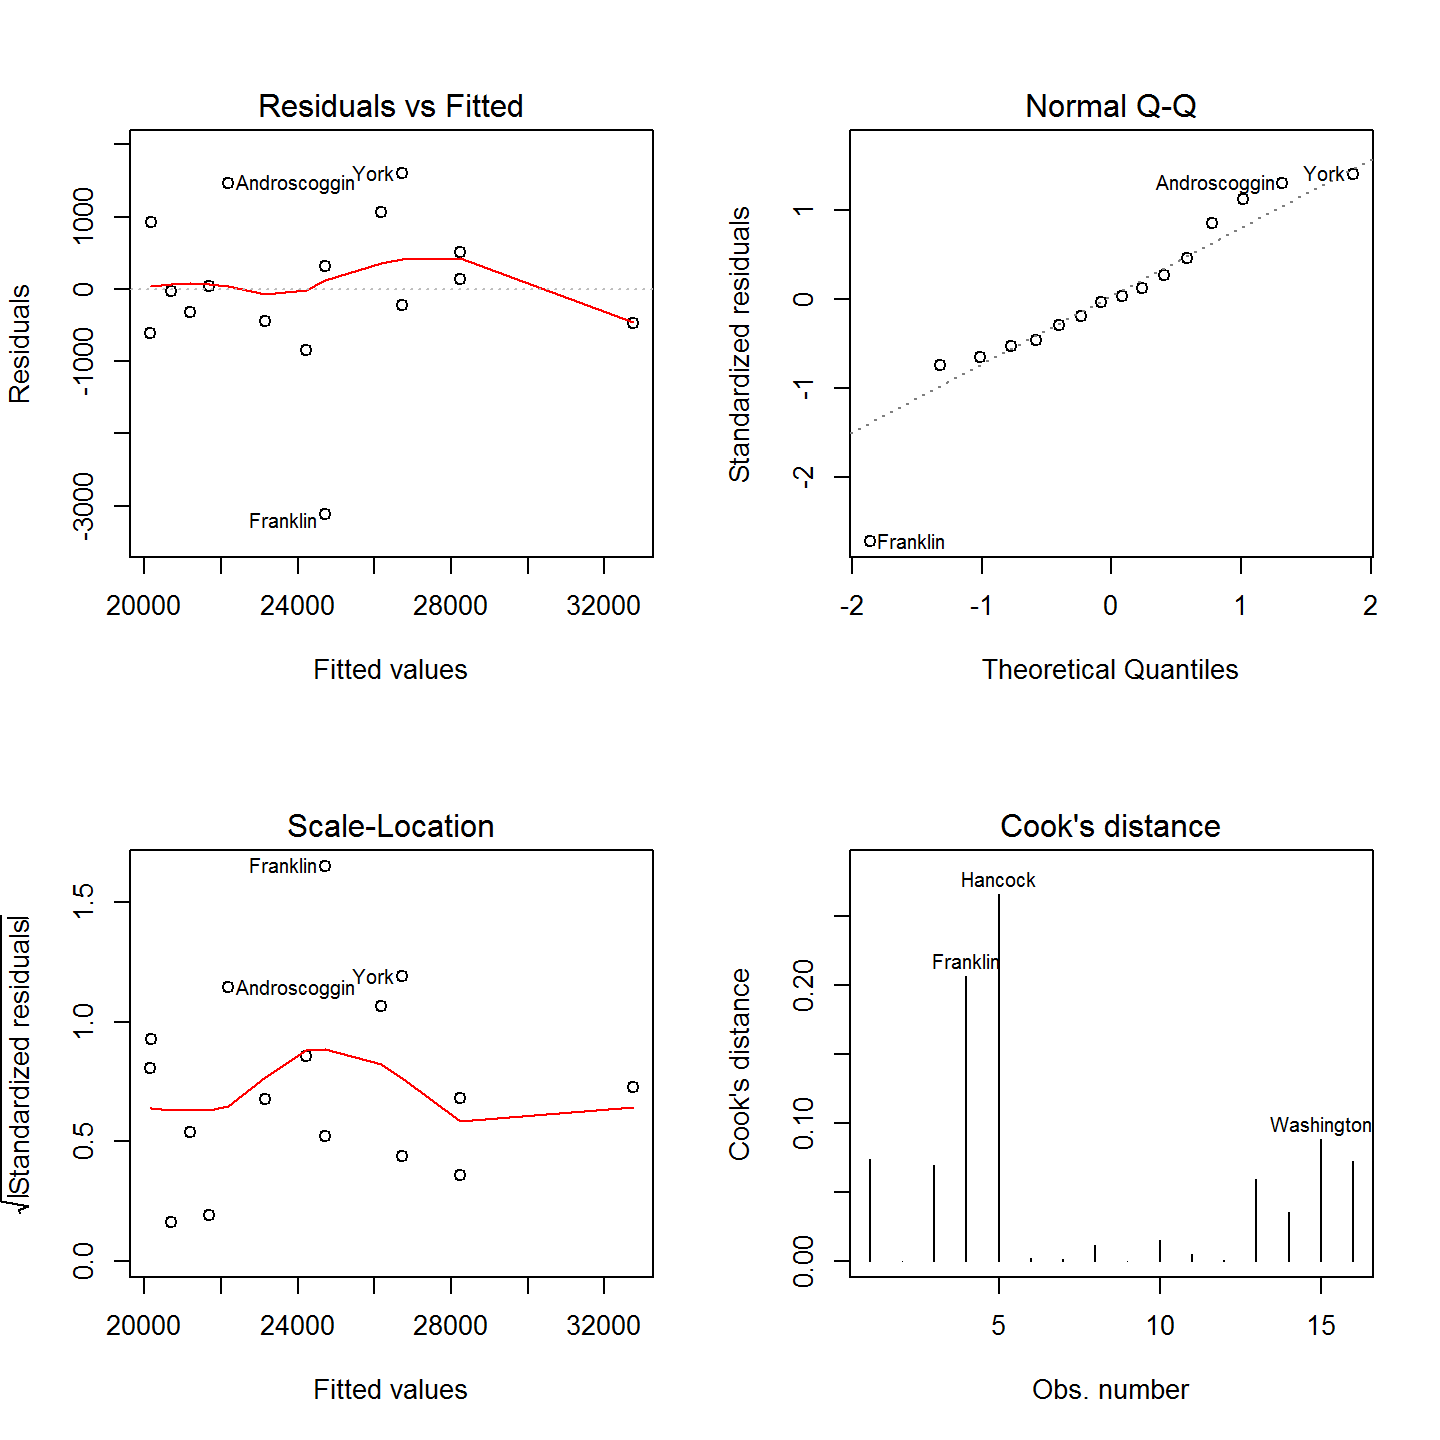 Residuals vs Fitted
Residuals
1000
0
-1000
-3000
Androscoggin
York
Franklin
20000 24000 28000 32000
Fitted values
Normal Q-Q
Standardized residuals
1
0
-1
-2
Androscoggin
York
Franklin
-2 -1 0 1 2
Theoretical Quantiles
Scale-Location
√|Standardized residuals|
1.5
1.0
0.5
0.0
Franklin
York
Androscoggin
20000 24000 28000 32000
Fitted values
Cook's distance
Cook's distance
0.20
0.10
0.00
Hancock
Franklin
Washington
5 10 15
Obs. number